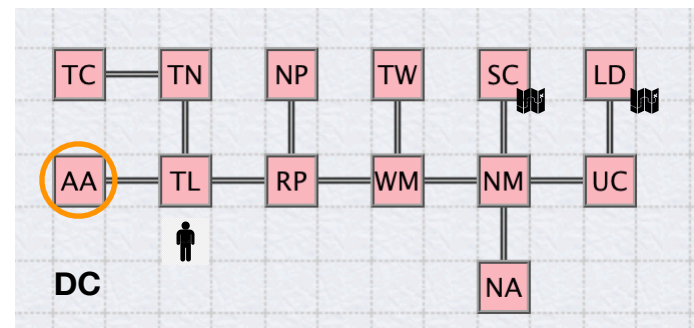 TC TN NP TW SC LD
AA TL RP WM NM UC
DC NA